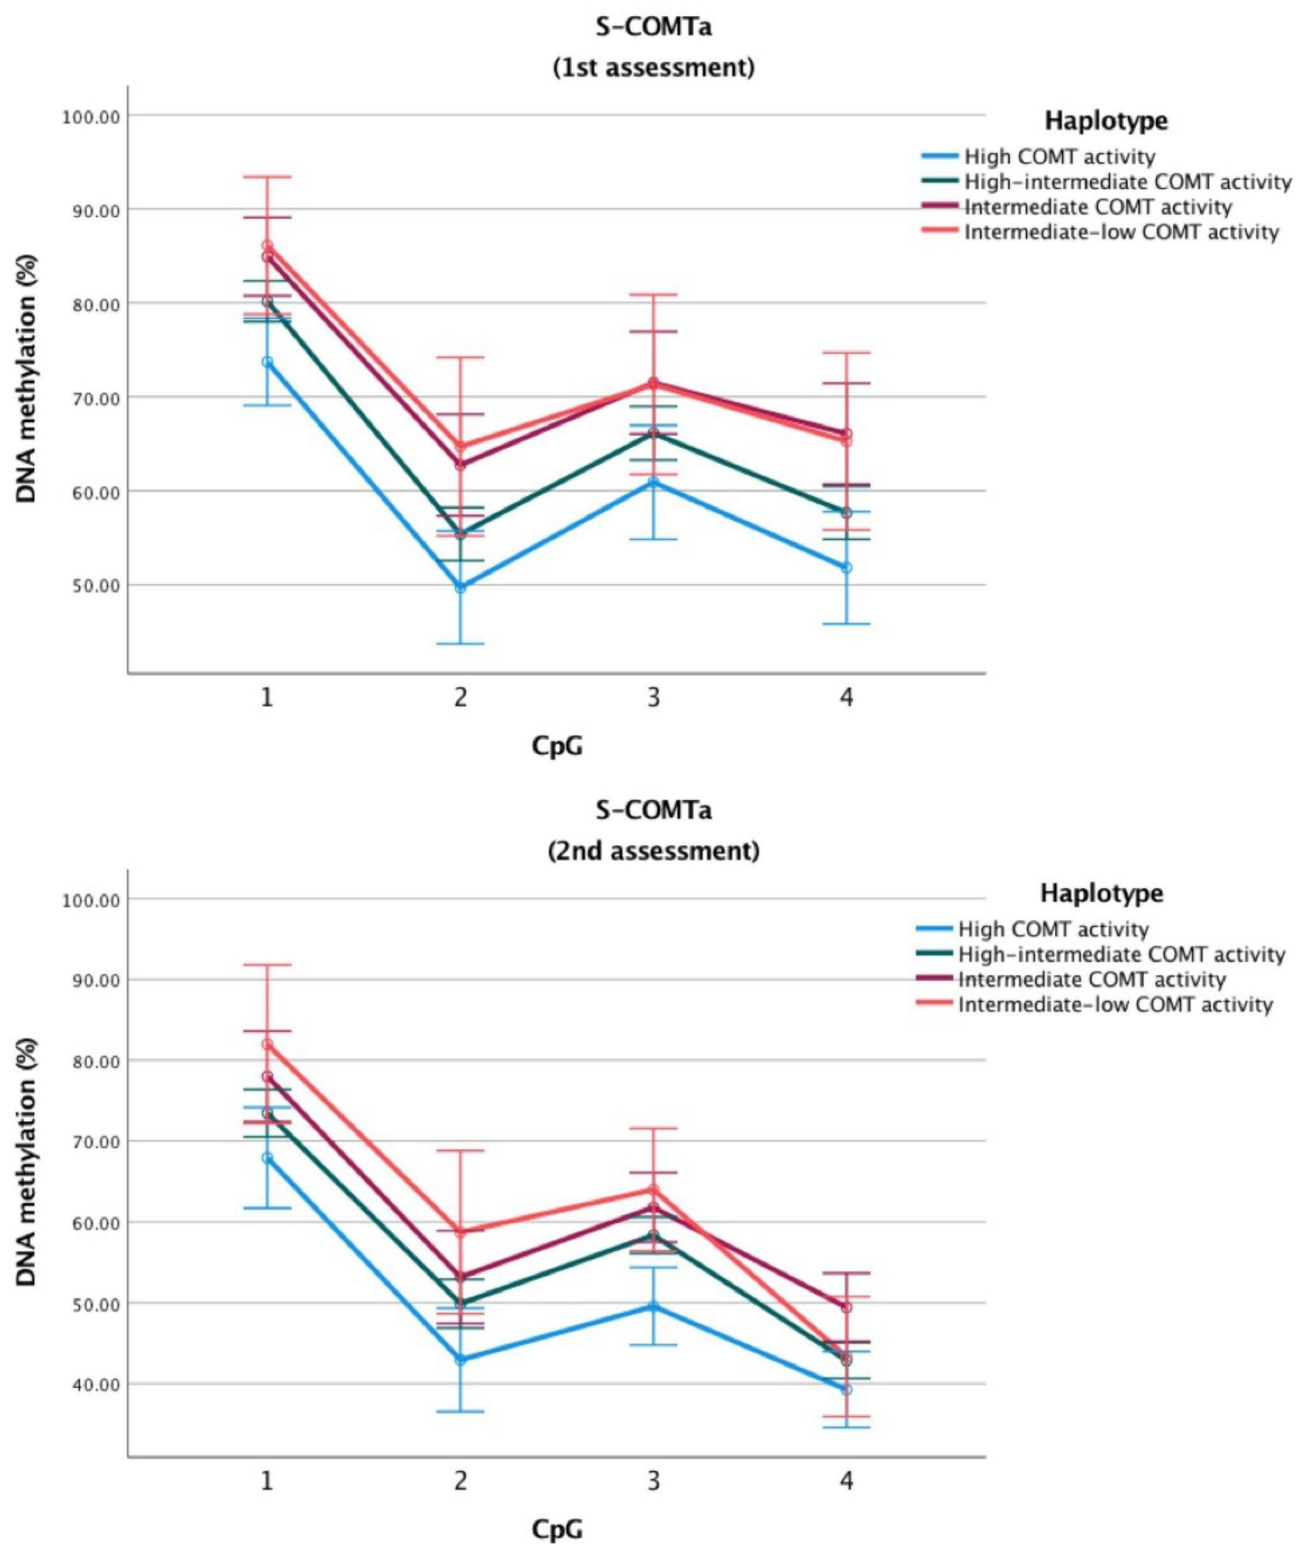 S-COMTa
(1st assessment)
Haplotype
High COMT activity
High-intermediate COMT activity
Intermediate COMT activity
Intermediate-low COMT activity
DNA methylation (%)
100.00
90.00
80.00
70.00
60.00
50.00
1 2 3 4
CpG
S-COMTa
(2nd assessment)
Haplotype
High COMT activity
High-intermediate COMT activity
Intermediate COMT activity
Intermediate-low COMT activity
DNA methylation (%)
100.00
90.00
80.00
70.00
60.00
50.00
40.00
1 2 3 4
CpG